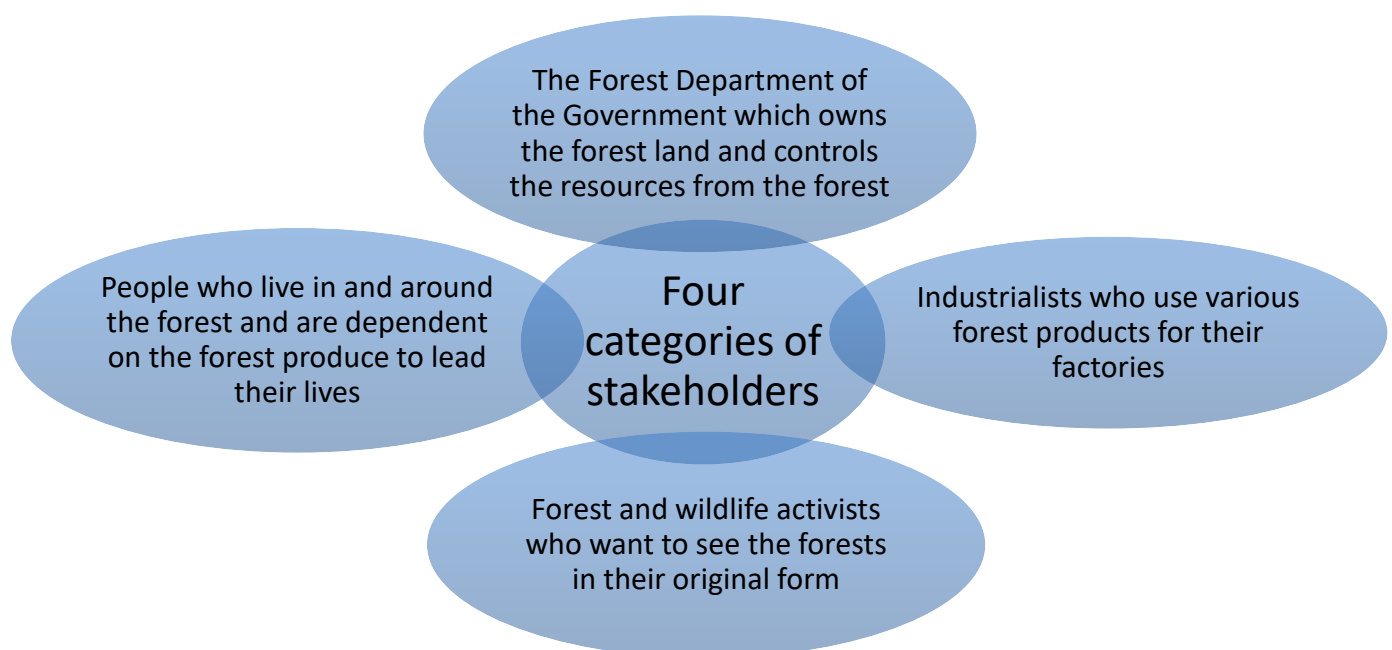 The Forest Department of
the Government which owns
the forest land and controls
the resources from the forest
People who live in and around
the forest and are dependent
on the forest produce to lead
their lives
Four
categories of
stakeholders
Industrialists who use various
forest products for their
factories
Forest and wildlife activists
who want to see the forests
in their original form